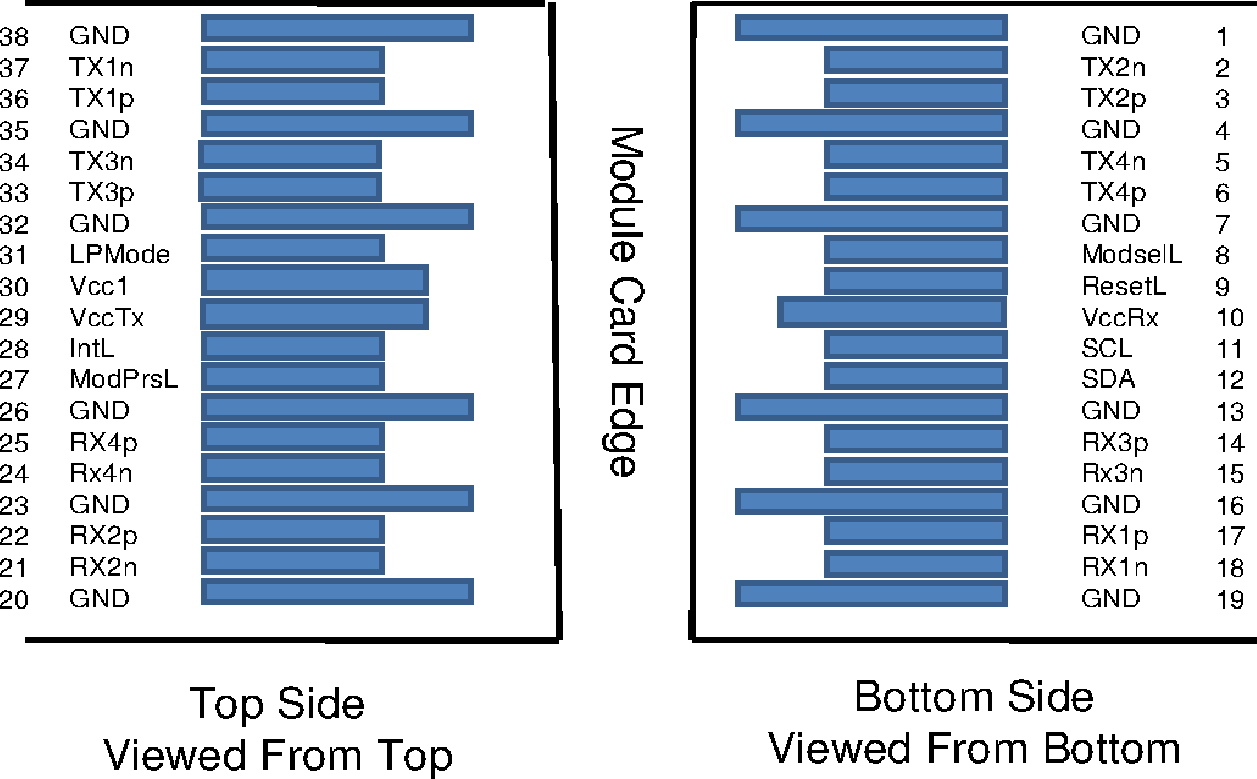 38 GND
37 TX1n
36 TX1p
35 GND
34 TX3n
33 TX3p
32 GND
31 LPMode
30 Vcc1
29 VccTx
28 IntL
27 ModPrsL
26 GND
25 RX4p
24 Rx4n
23 GND
22 RX2p
21 RX2n
20 GND
Top Side
Viewed From Top
Module Card Edge
GND 1
TX2n 2
TX2p 3
GND 4
TX4n 5
TX4p 6
GND 7
ModselL 8
ResetL 9
VccRx 10
SCL 11
SDA 12
GND 13
RX3p 14
Rx3n 15
GND 16
RX1p 17
RX1n 18
GND 19
Bottom Side
Viewed From Bottom